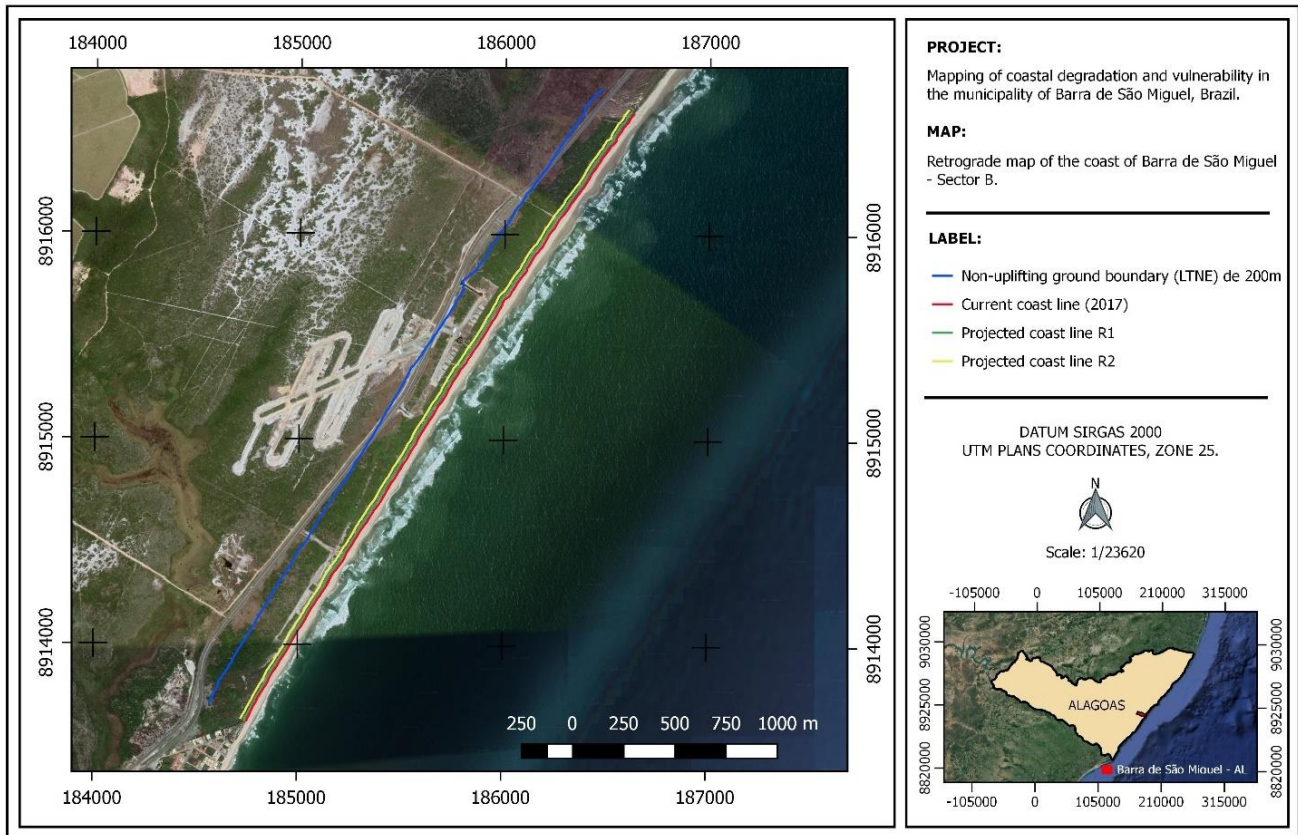 184000 185000 186000 187000
8916000 8916000
8915000 8915000
8914000 8914000
250 0 250 500 750 1000 m
184000 185000 186000 187000
PROJECT:
Mapping of coastal degradation and vulnerability in
the municipality of Barra de São Miguel, Brazil.
MAP:
Retrograde map of the coast of Barra de São Miguel
- Sector B.
LABEL:
Non-uplifting ground boundary (LTNE) de 200m
Current coast line (2017)
Projected coast line R1
Projected coast line R2
DATUM SIRGAS 2000
UTM PLANS COORDINATES, ZONE 25.
N
Scale: 1/23620
-105000 0 105000 210000 315000
9030000 9030000
ALAGOAS
8925000 8925000
8820000 8820000
Barra de São Miguel - AL
-105000 0 105000 210000 315000